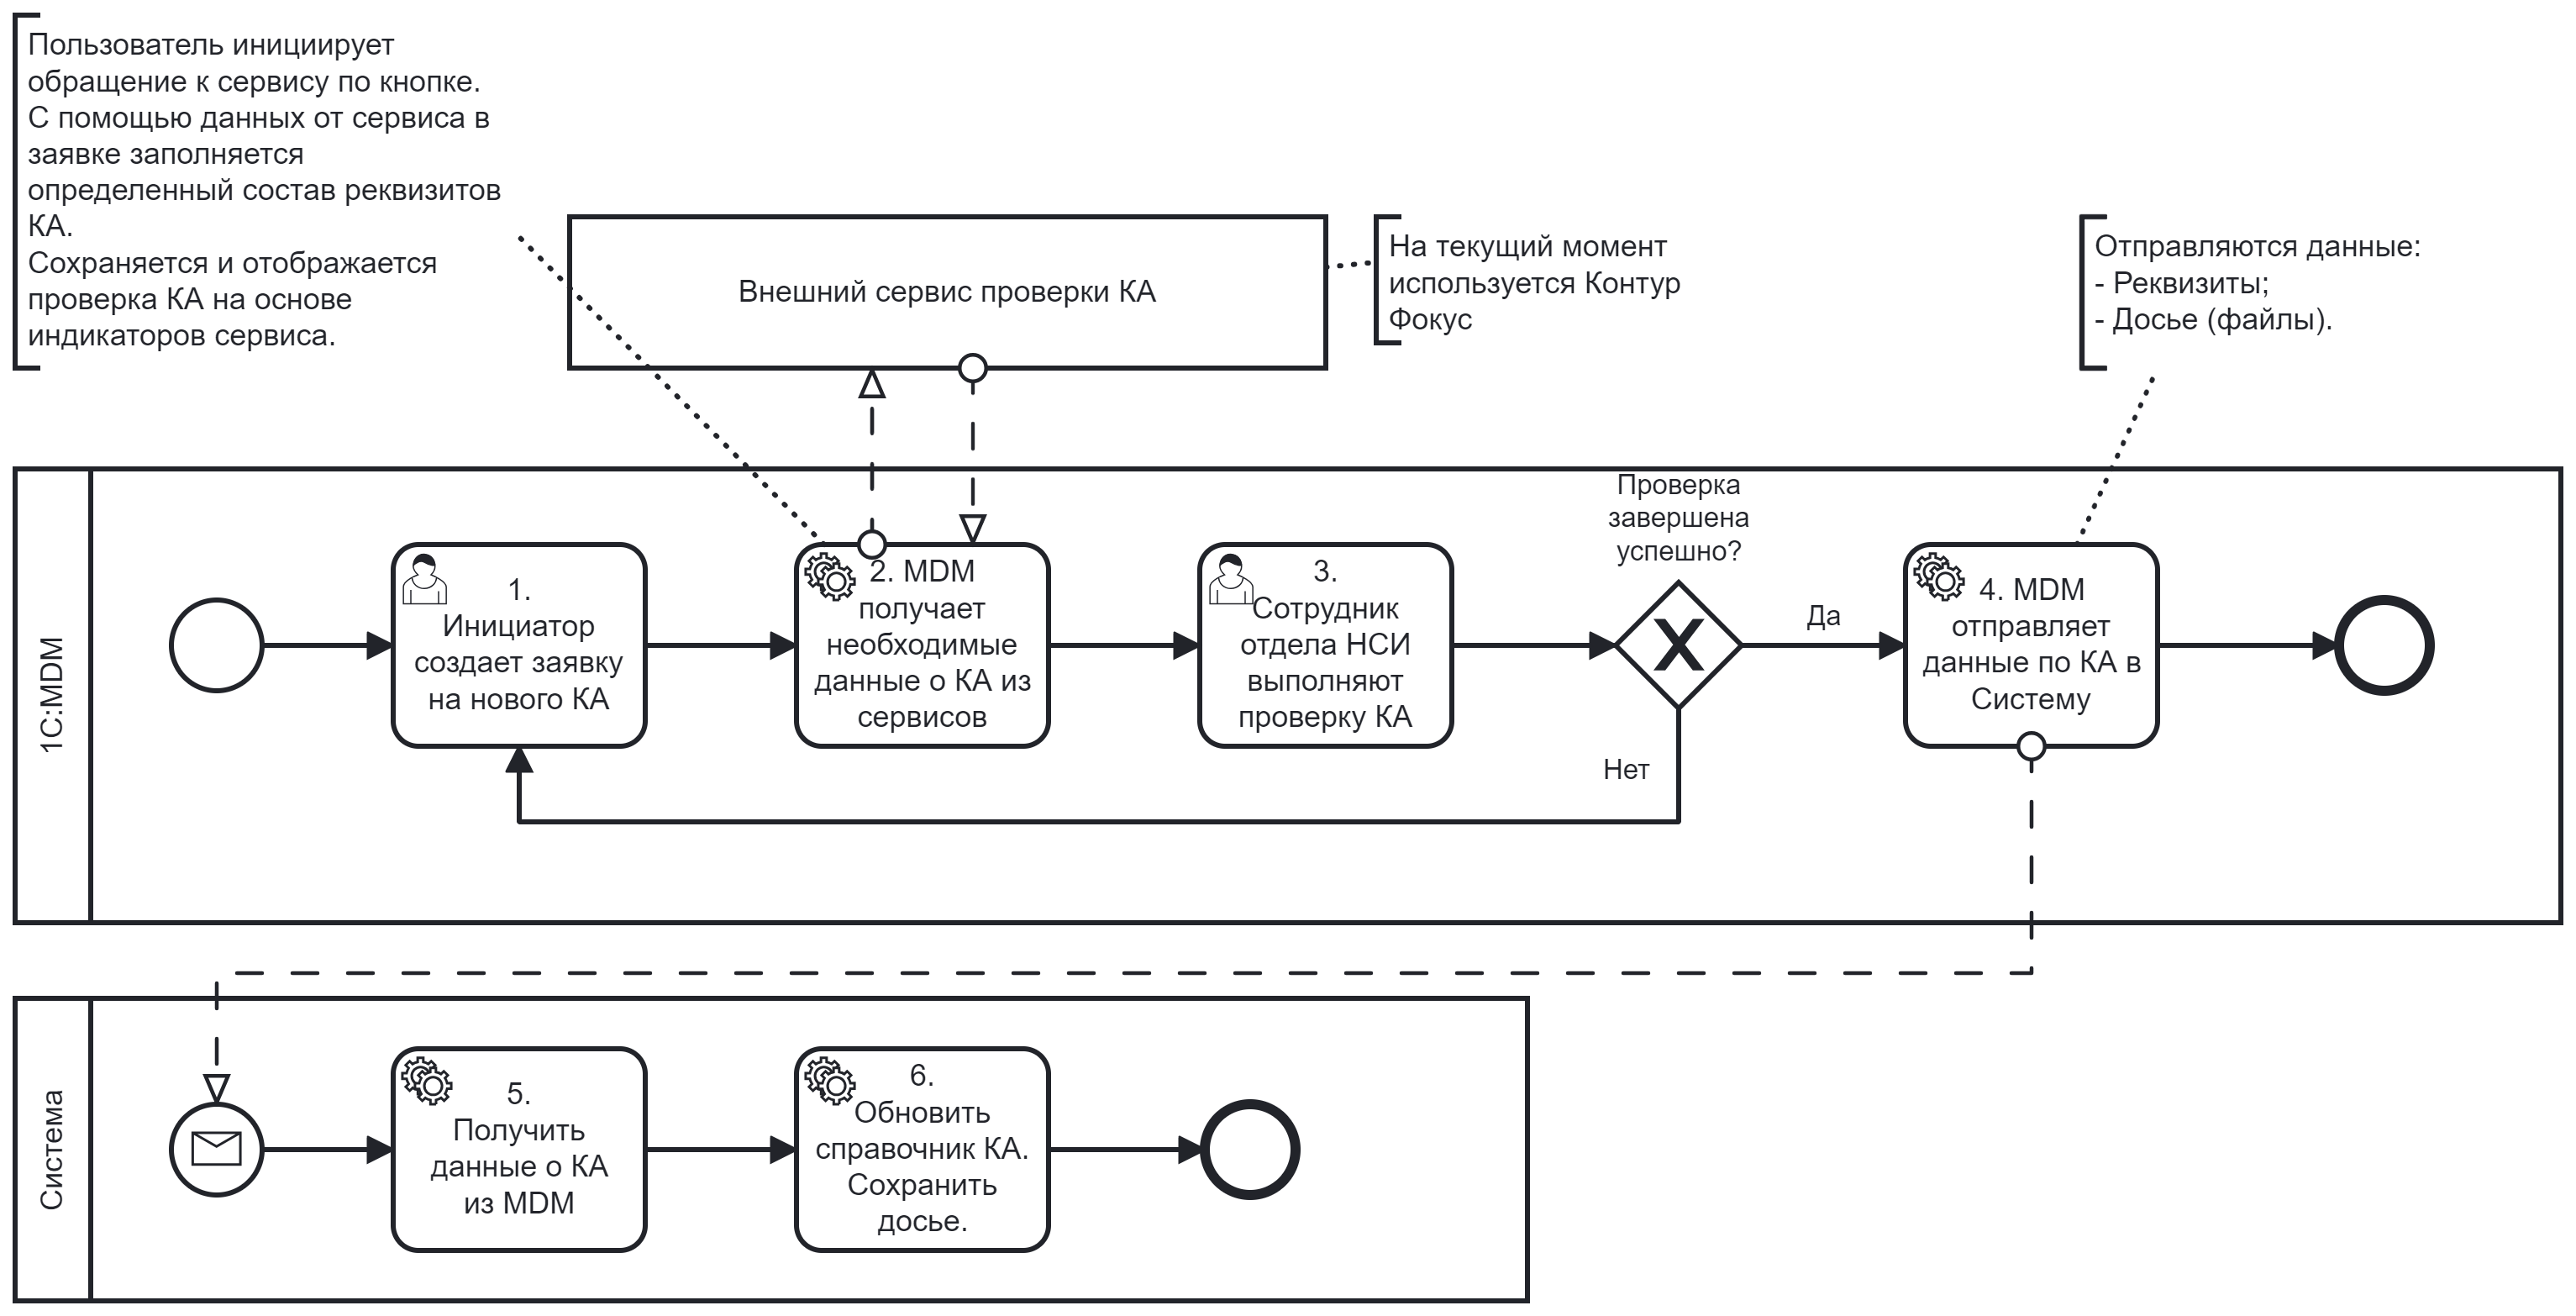 Пользователь инициирует
обращение к сервису по кнопке.
С помощью данных от сервиса в
заявке заполняется
определенный состав реквизитов
КА.
Сохраняется и отображается
проверка КА на основе
индикаторов сервиса.
Внешний сервис проверки КА
На текущий момент
используется Контур
Фокус
Отправляются данные:
- Реквизиты;
- Досье (файлы).
1С:MDM
1.
Инициатор
создает заявку
на нового КА
2. MDM
получает
необходимые
данные о КА из
сервисов
3.
Сотрудник
отдела НСИ
выполняют
проверку КА
Проверка
завершена
успешно?
Да
Нет
4. MDM
отправляет
данные по КА в
Систему
Система
5.
Получить
данные о КА
из MDM
6.
Обновить
справочник КА.
Сохранить
досье.